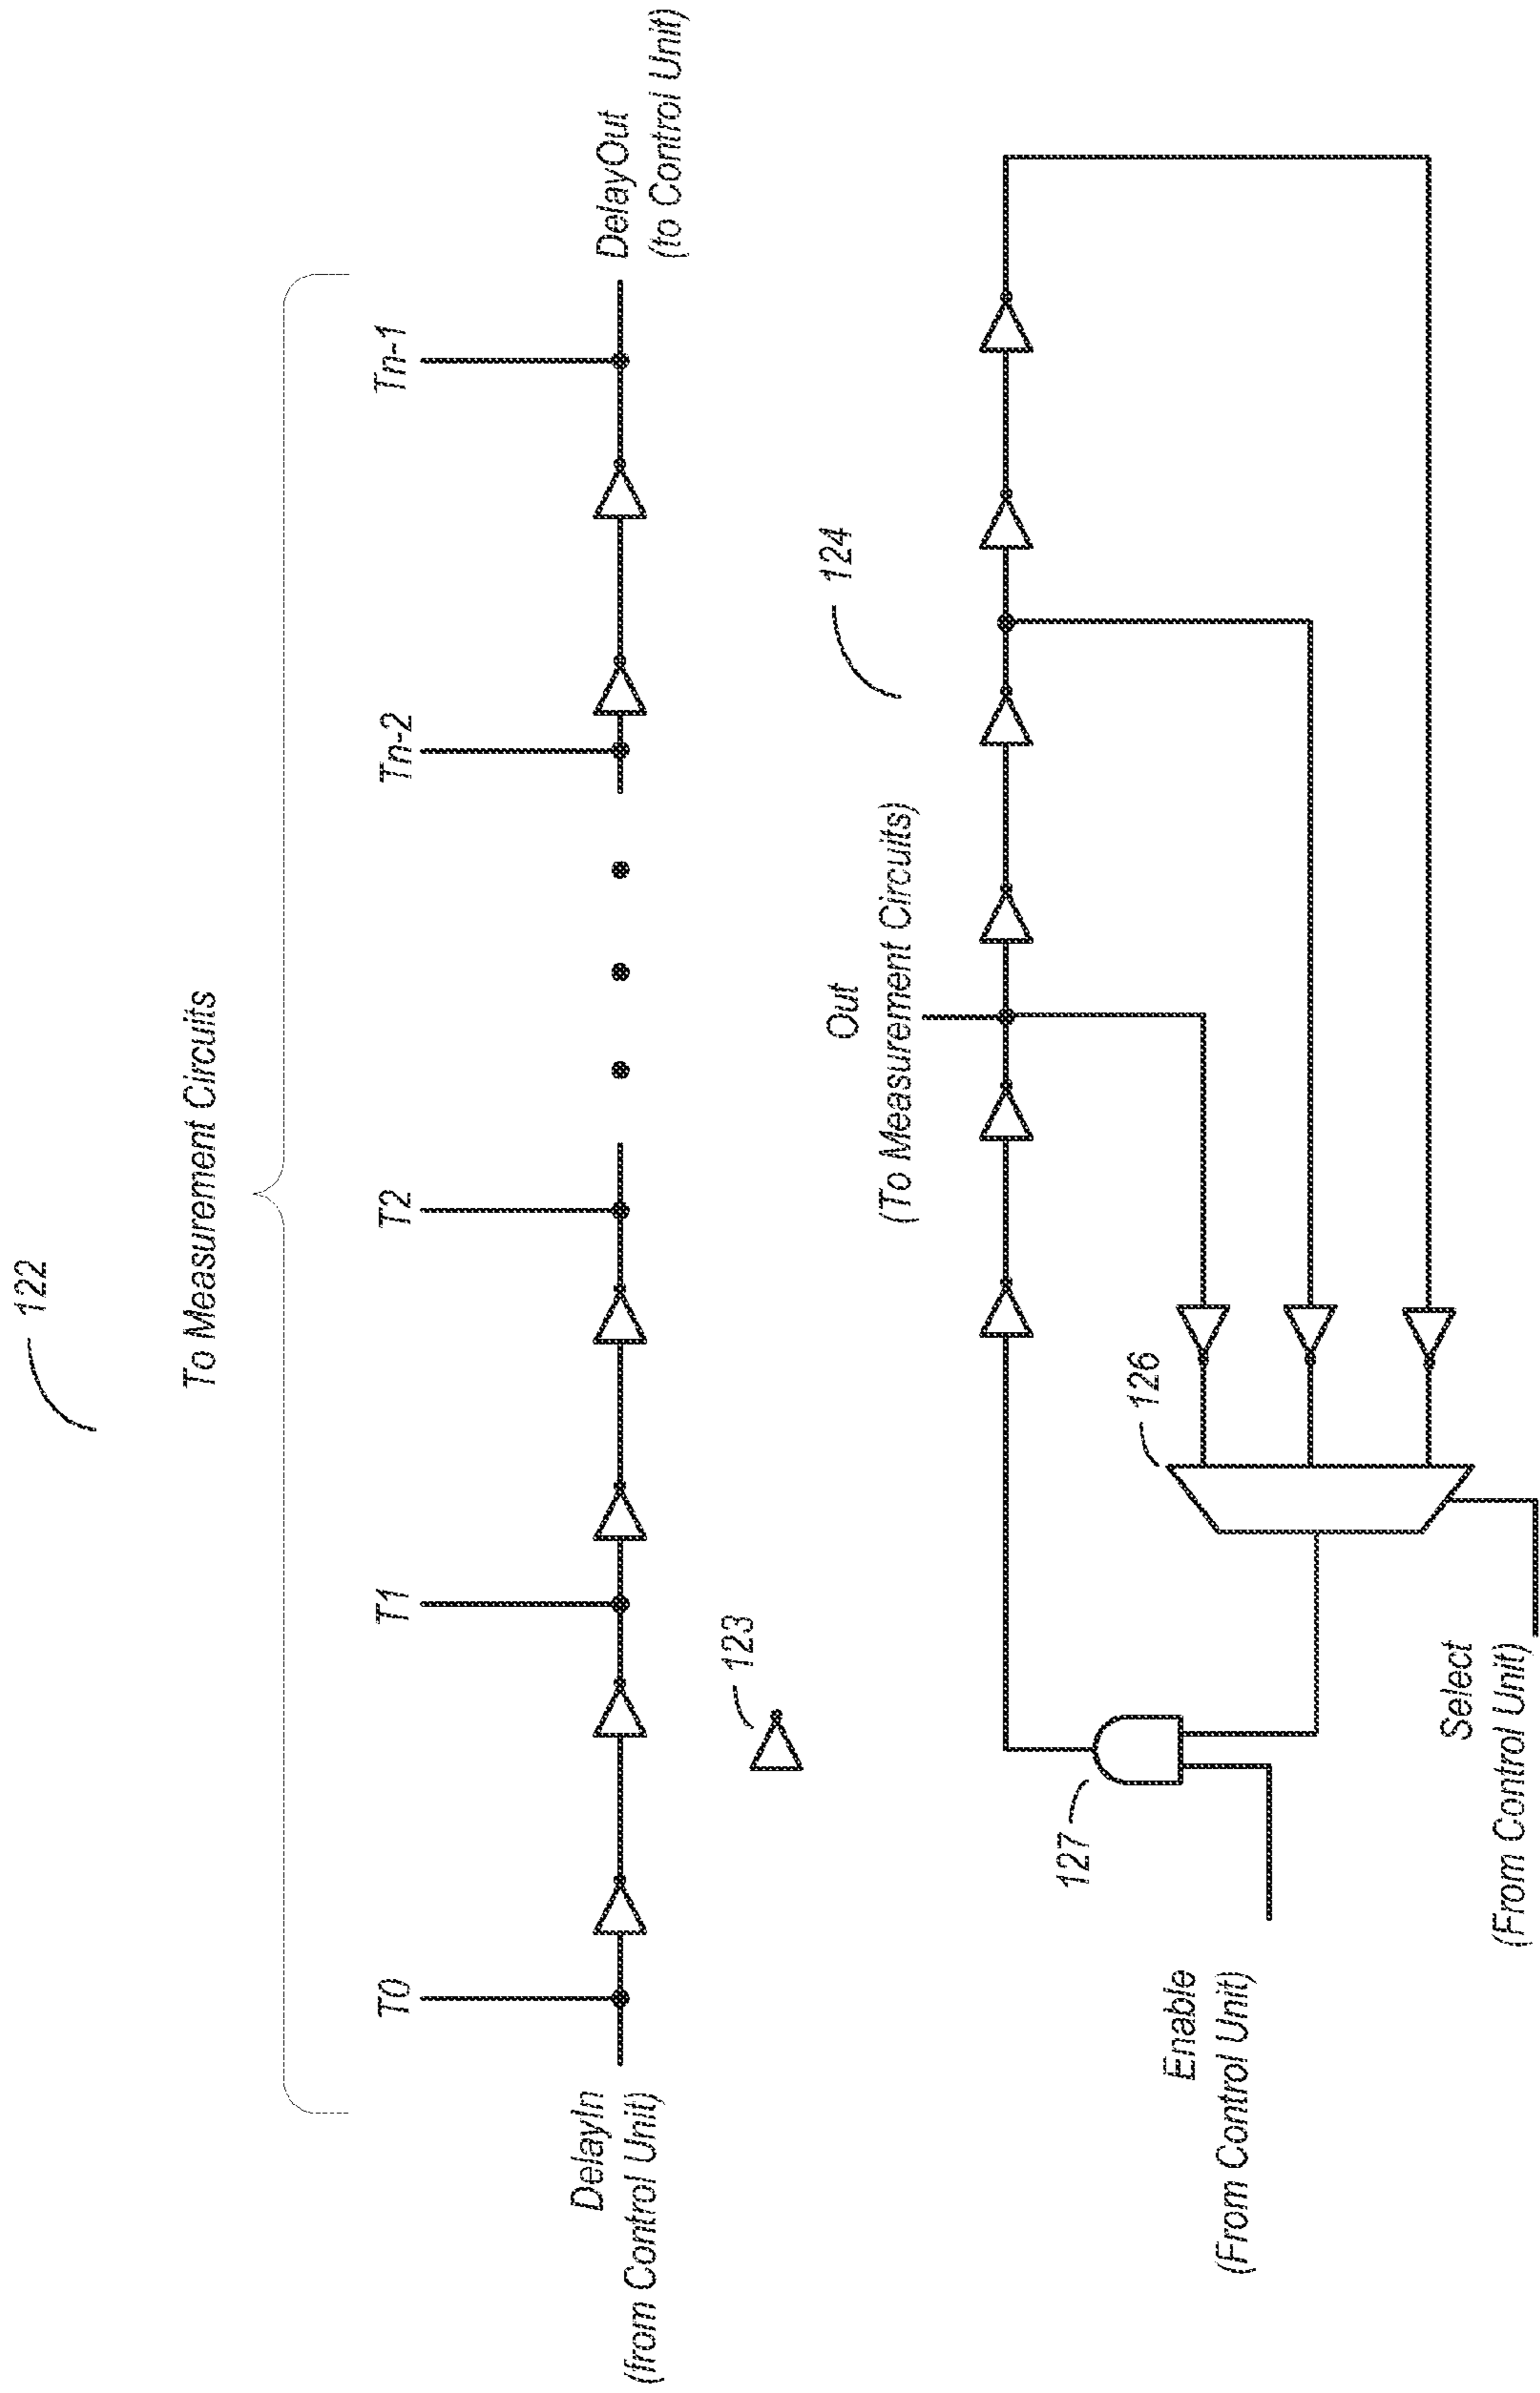 122
To Measurement Circuits
T0
T1
T2
Tn-2
Tn-1
DelayIn
(from Control Unit)
DelayOut
(to Control Unit)
123
124
Out
(To Measurement Circuits)
127
126
Enable
(From Control Unit)
Select
(From Control Unit)